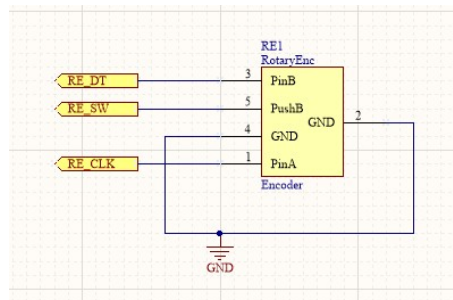 RE1
RotaryEnc
RE_DT 3 PinB
RE_SW 5 PushB
GND 2
4 GND
RE_CLK 1 PinA
Encoder
GND